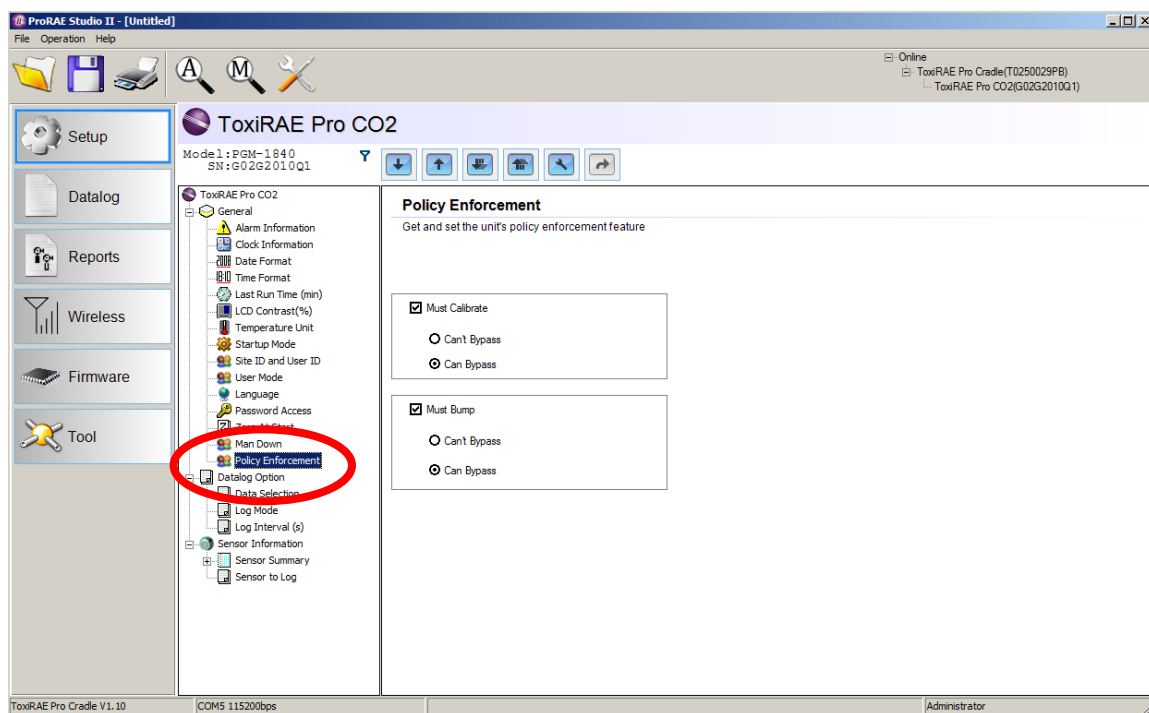 ProRAE Studio II - [Untitled]
File Operation Help
Online
ToxiRAE Pro Cradle(T0250029PB)
ToxiRAE Pro CO2(G02G2010Q1)
Setup
Datalog
Reports
Wireless
Firmware
Tool
ToxiRAE Pro CO2
Model:PGM-1840
SN:G02G2010Q1
ToxiRAE Pro CO2
General
Alarm Information
Clock Information
Date Format
Time Format
Last Run Time (min)
LCD Contrast(%)
Temperature Unit
Startup Mode
Site ID and User ID
User Mode
Language
Password Access
Zero At Start
Man Down
Policy Enforcement
Datalog Option
Data Selection
Log Mode
Log Interval (s)
Sensor Information
Sensor Summary
Sensor to Log
Policy Enforcement
Get and set the unit's policy enforcement feature
Must Calibrate
Can't Bypass
Can Bypass
Must Bump
Can't Bypass
Can Bypass
ToxiRAE Pro Cradle V1.10
COM5 115200bps
Administrator